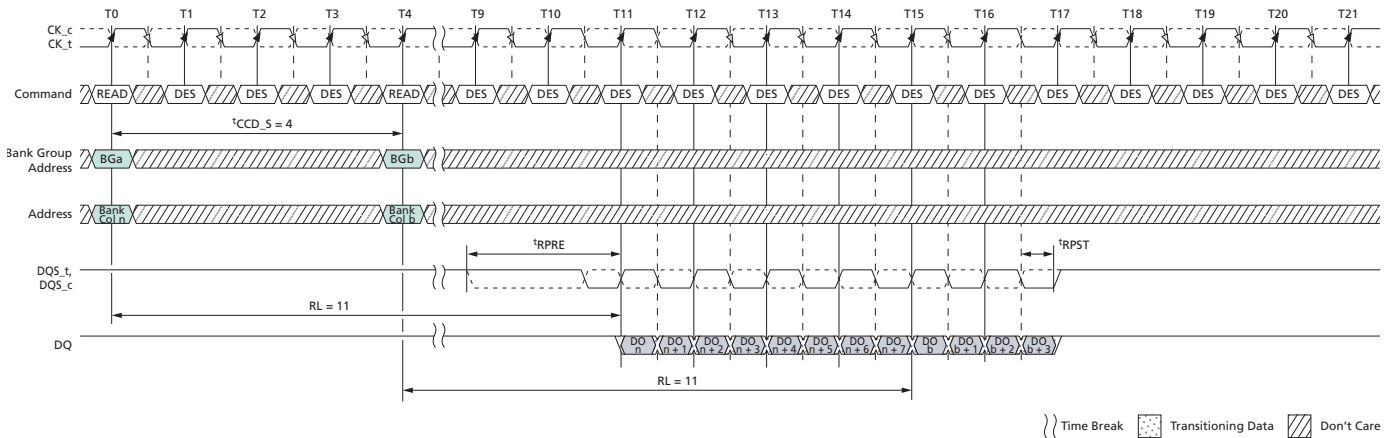 T0 T1 T2 T3 T4 T9 T10 T11 T12 T13 T14 T15 T16 T17 T18 T19 T20 T21
CK_c
CK_t
Command READ DES DES DES READ DES DES DES DES DES DES DES DES DES DES DES DES DES
tCCD_S = 4
Bank Group
Address
BGa BGb
Address
Bank
Col n
Bank
Col b
tRPRE tRPST
DQS_t,
DQS_c
RL = 11
DQ
DO
n
DO
n + 1
DO
n + 2
DO
n + 3
DO
n + 4
DO
n + 5
DO
n + 6
DO
n + 7
DO
b
DO
b + 1
DO
b + 2
DO
b + 3
RL = 11
Time Break Transitioning Data Don't Care